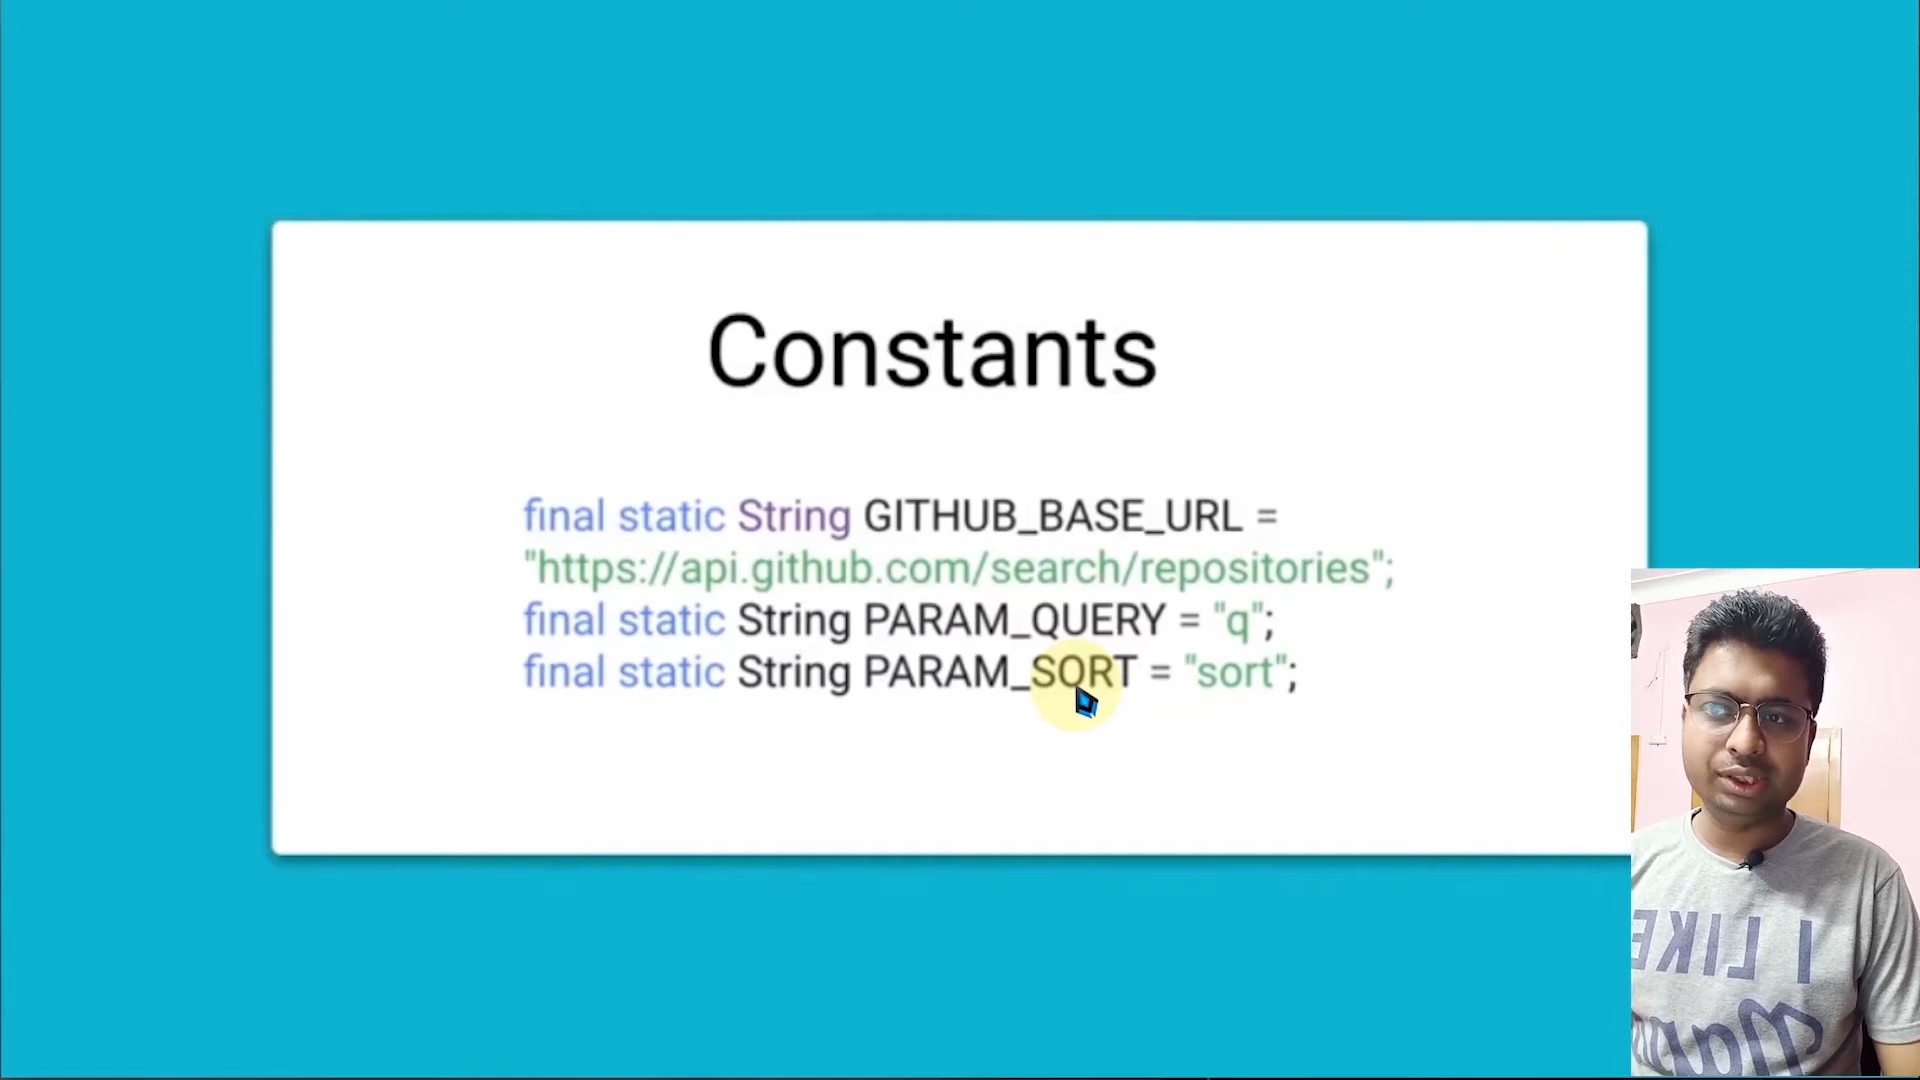 Constants
final static String GITHUB_BASE_URL =
"https://api.github.com/search/repositories";
final static String PARAM_QUERY = "q";
final static String PARAM_SORT = "sort";
I LIKE